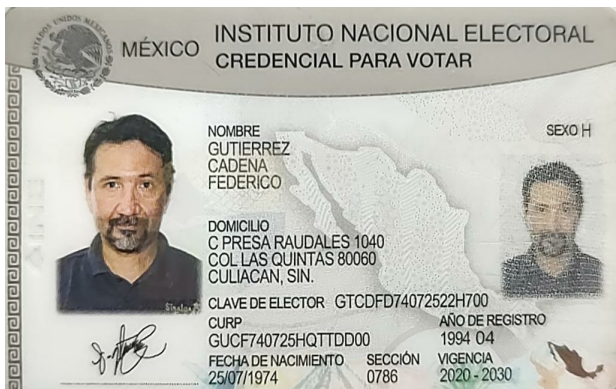 MÉXICO
INSTITUTO NACIONAL ELECTORAL
CREDENCIAL PARA VOTAR
NOMBRE
GUTIERREZ
CADENA
FEDERICO
SEXO H
DOMICILIO
C PRESA RAUDALES 1040
COL LAS QUINTAS 80060
CULIACAN, SIN.
CLAVE DE ELECTOR GTCDFD74072522H700
CURP
GUCF740725HQTTDD00
AÑO DE REGISTRO
1994 04
FECHA DE NACIMIENTO
25/07/1974
SECCIÓN
0786
VIGENCIA
2020 - 2030
ESTADOS UNIDOS MEXICANOS